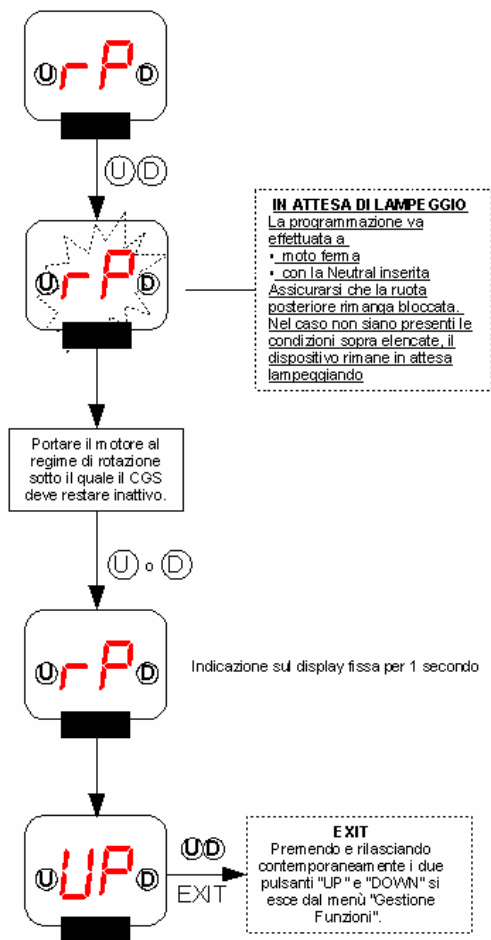 U rP D
U D
U rP D
IN ATTESA DI LAMPEGGIO
La programmazione va
effettuata a
• moto ferma
• con la Neutral inserita
Assicurarsi che la ruota
posteriore rimanga bloccata.
Nel caso non siano presenti le
condizioni sopra elencate, il
dispositivo rimane in attesa
lampeggiando
Portare il motore al
regime di rotazione
sotto il quale il CGS
deve restare inattivo.
U o D
U rP D
Indicazione sul display fissa per 1 secondo
U UP D
UD
EXIT
EXIT
Premendo e rilasciando
contemporaneamente i due
pulsanti "UP" e "DOWN" si
esce dal menù "Gestione
Funzioni".